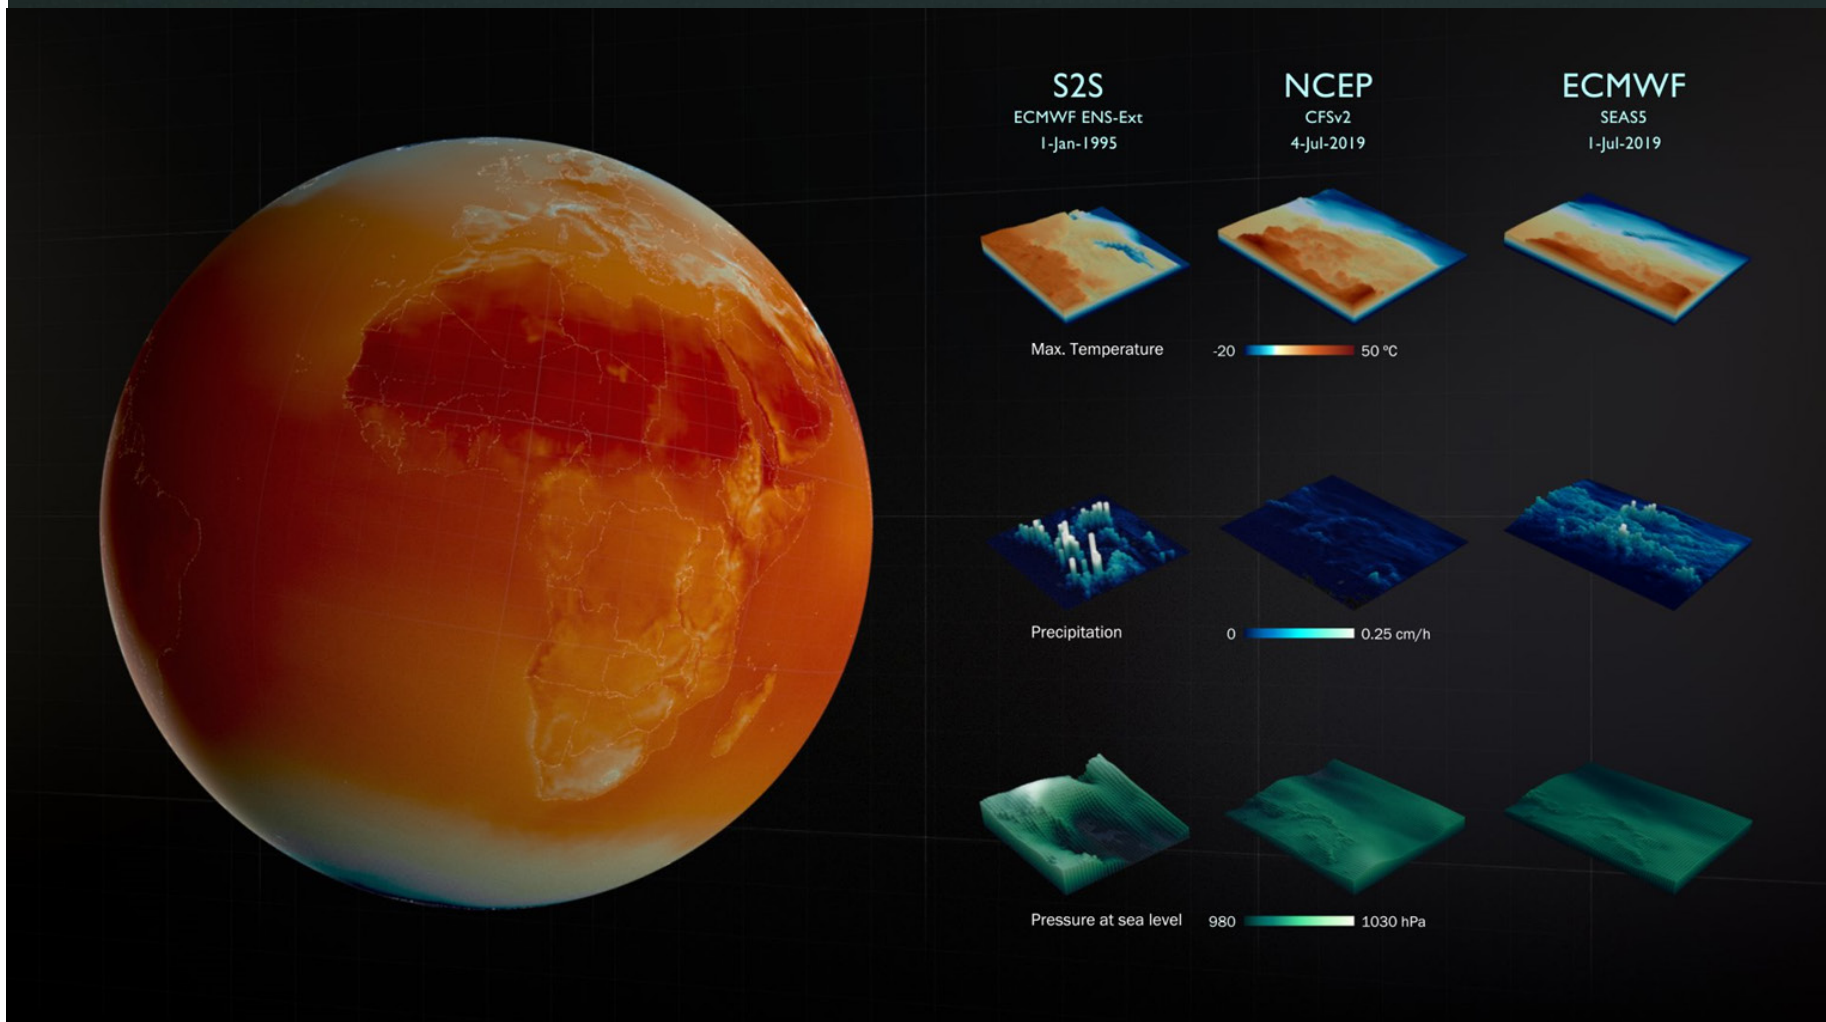 S2S
ECMWF ENS-Ext
1-Jan-1995
NCEP
CFSv2
4-Jul-2019
ECMWF
SEAS5
1-Jul-2019
Max. Temperature -20 50 ºC
Precipitation 0 0.25 cm/h
Pressure at sea level 980 1030 hPa